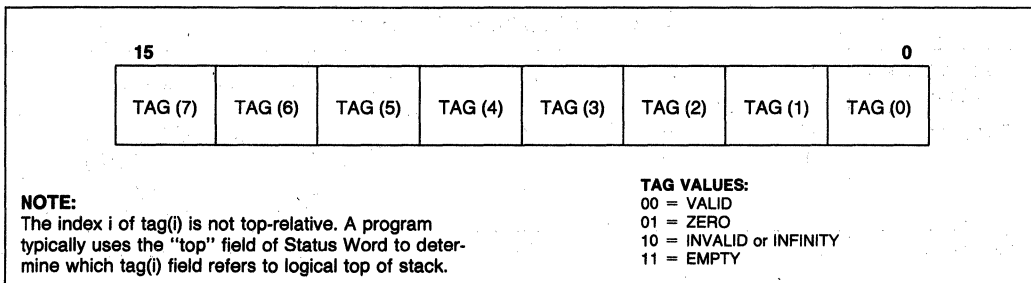 15 0
TAG (7) TAG (6) TAG (5) TAG (4) TAG (3) TAG (2) TAG (1) TAG (0)
NOTE:
The index i of tag(i) is not top-relative. A program
typically uses the "top" field of Status Word to deter-
mine which tag(i) field refers to logical top of stack.
TAG VALUES:
00 = VALID
01 = ZERO
10 = INVALID or INFINITY
11 = EMPTY